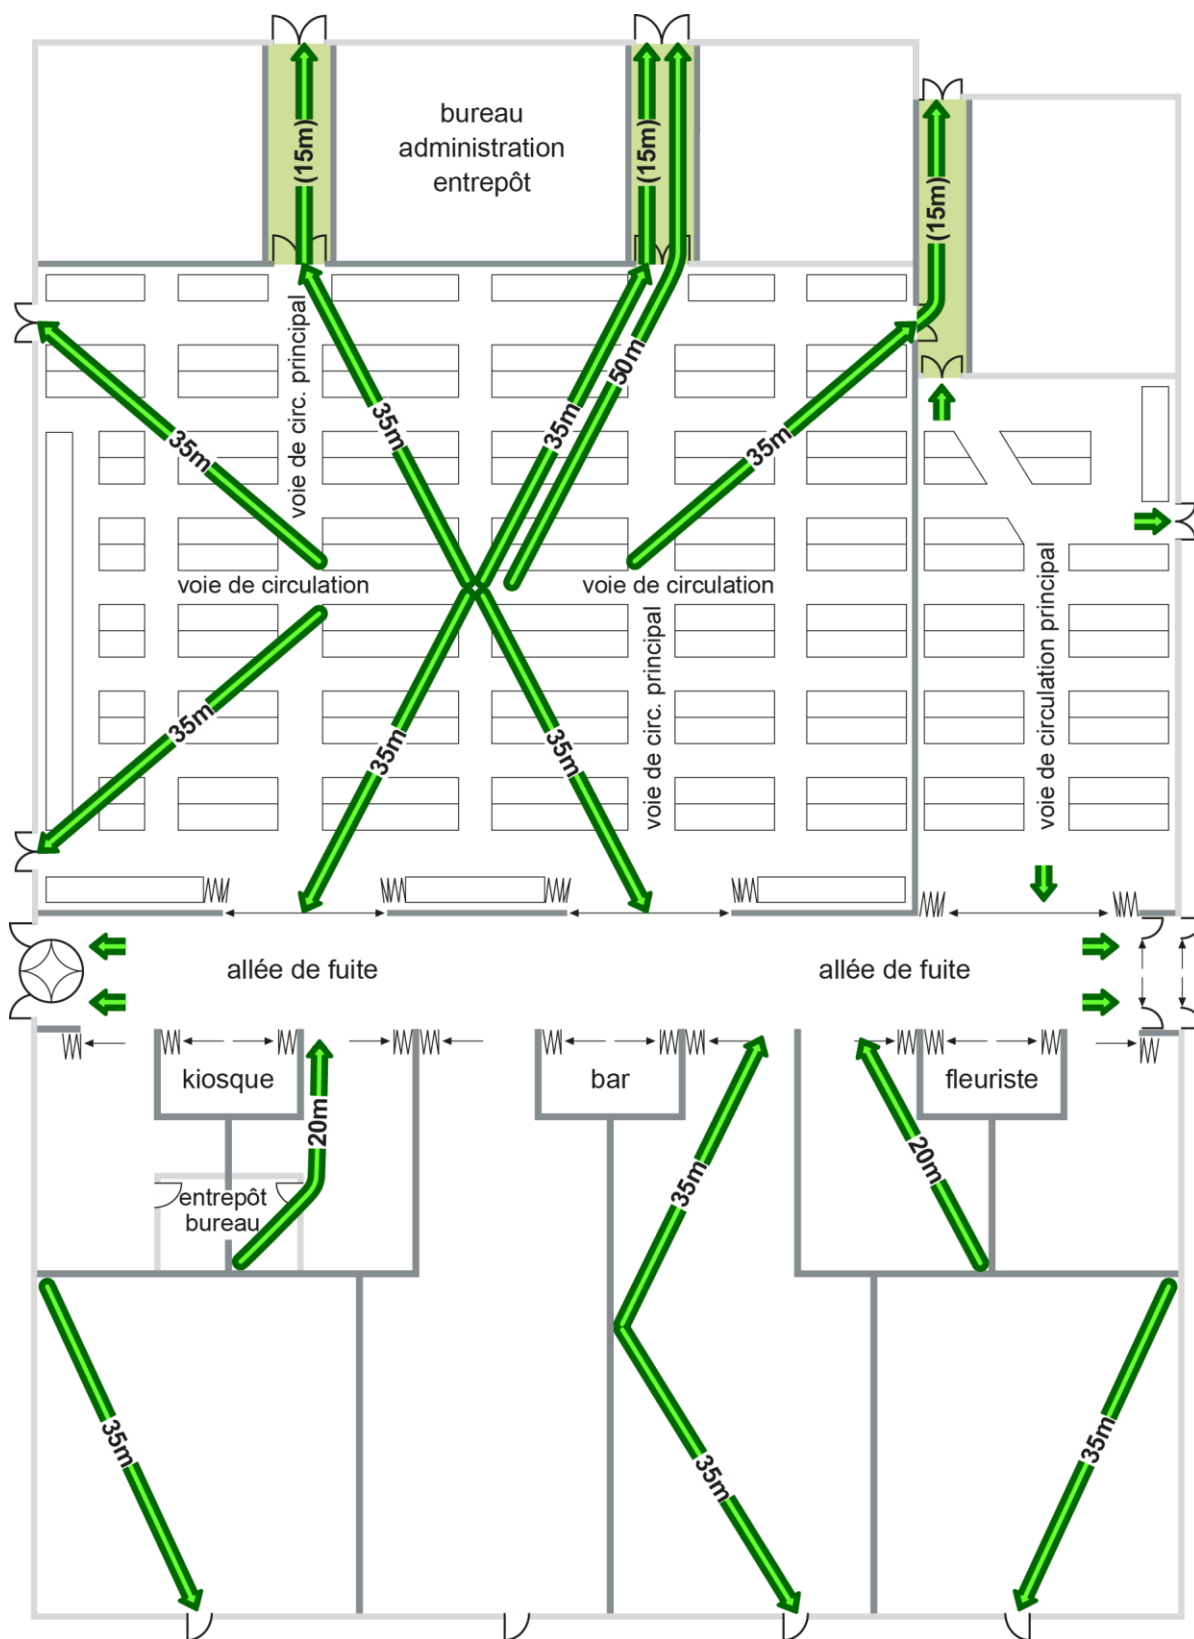 bureau
administration
entrepôt
(15m)
(15m)
(15m)
voie de circ. principal
35m
35m
35m
50m
35m
voie de circulation
voie de circulation
voie de circ. principal
voie de circulation principal
35m
35m
35m
allée de fuite
allée de fuite
kiosque
bar
fleuriste
20m
35m
20m
entrepôt
bureau
35m
35m
35m